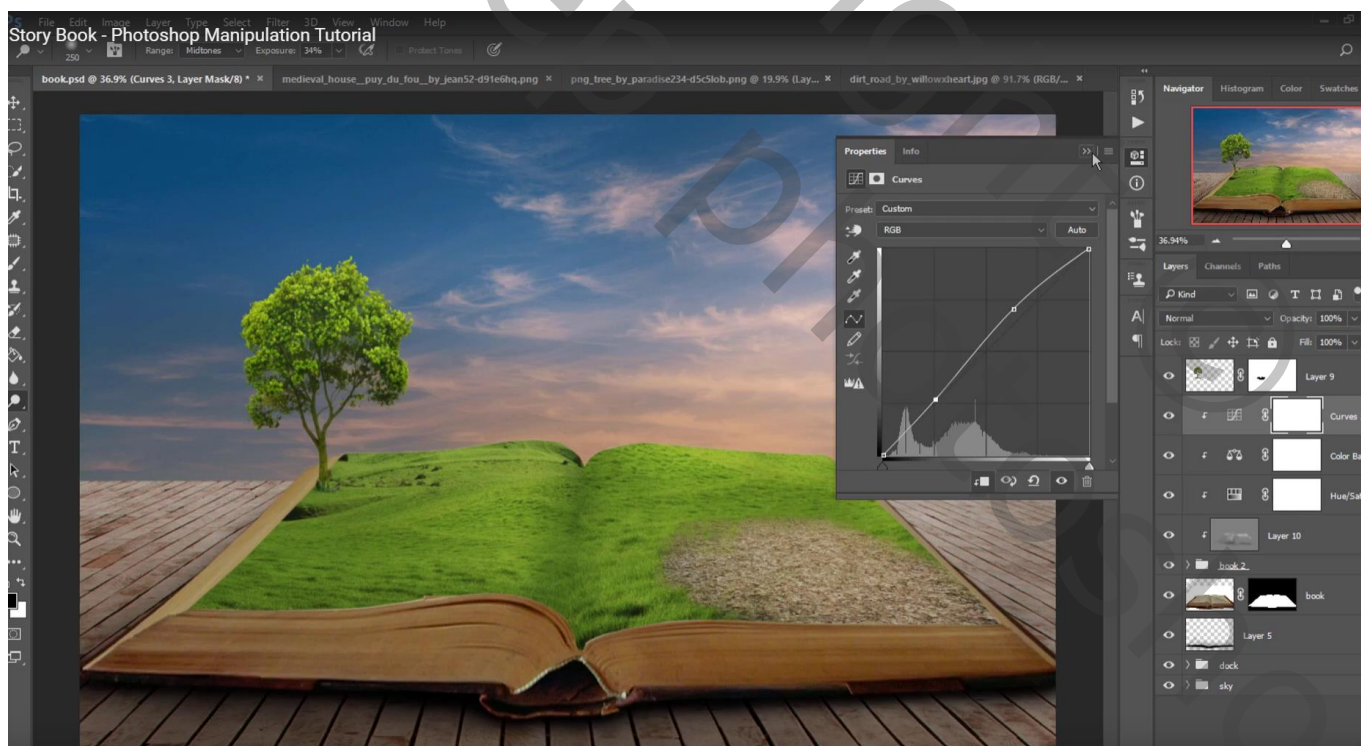 PS File Edit Image Layer Type Select Filter 3D View Window Help
Story Book - Photoshop Manipulation Tutorial
250 Range: Midtones Exposure: 34% Protect Tones
book.psd @ 36.9% (Curves 3, Layer Mask/8) * × medieval_house__puy_du_fou__by_jean52-d91e6hq.png × png_tree_by_paradise234-d5c5lob.png @ 19.9% (Lay... × dirt_road_by_willowxheart.jpg @ 91.7% (RGB/... ×
Navigator Histogram Color Swatches
Properties Info
Curves
Preset: Custom
RGB Auto
36.94%
Layers Channels Paths
Kind
Normal Opacity: 100%
Lock: Fill: 100%
Layer 9
Curves
Color Ba
Hue/Sat
Layer 10
book 2
book
Layer 5
dock
sky